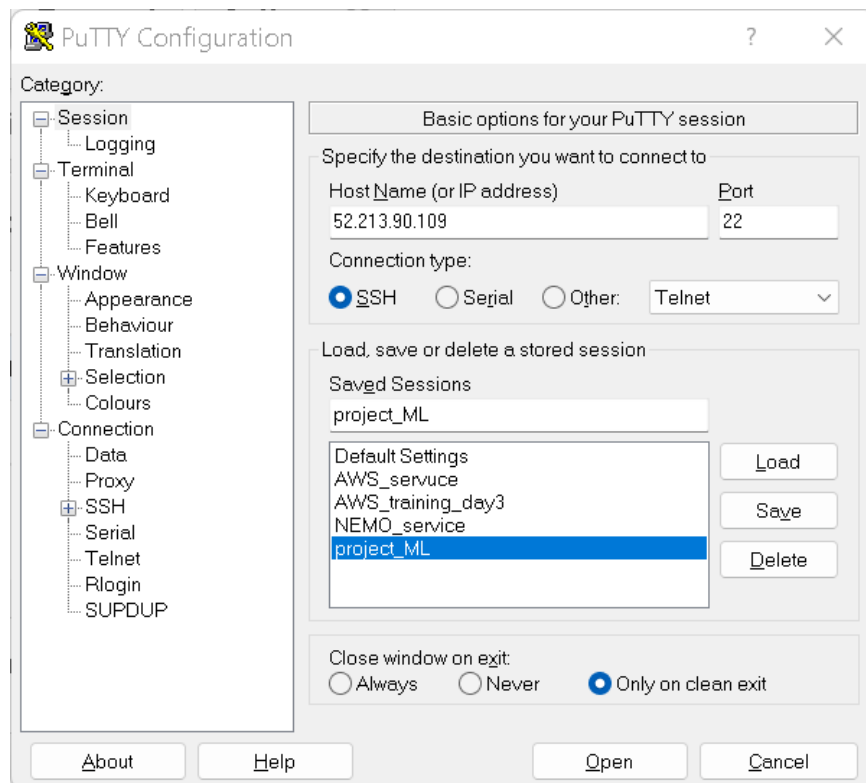 PuTTY Configuration
?
Category:
Session
Logging
Terminal
Keyboard
Bell
Features
Window
Appearance
Behaviour
Translation
Selection
Colours
Connection
Data
Proxy
SSH
Serial
Telnet
Rlogin
SUPDUP
Basic options for your PuTTY session
Specify the destination you want to connect to
Host Name (or IP address) Port
52.213.90.109 22
Connection type:
SSH Serial Other: Telnet
Load, save or delete a stored session
Saved Sessions
project_ML
Default Settings
AWS_servuce
AWS_training_day3
NEMO_service
project_ML
Load
Save
Delete
Close window on exit:
Always Never Only on clean exit
About Help Open Cancel